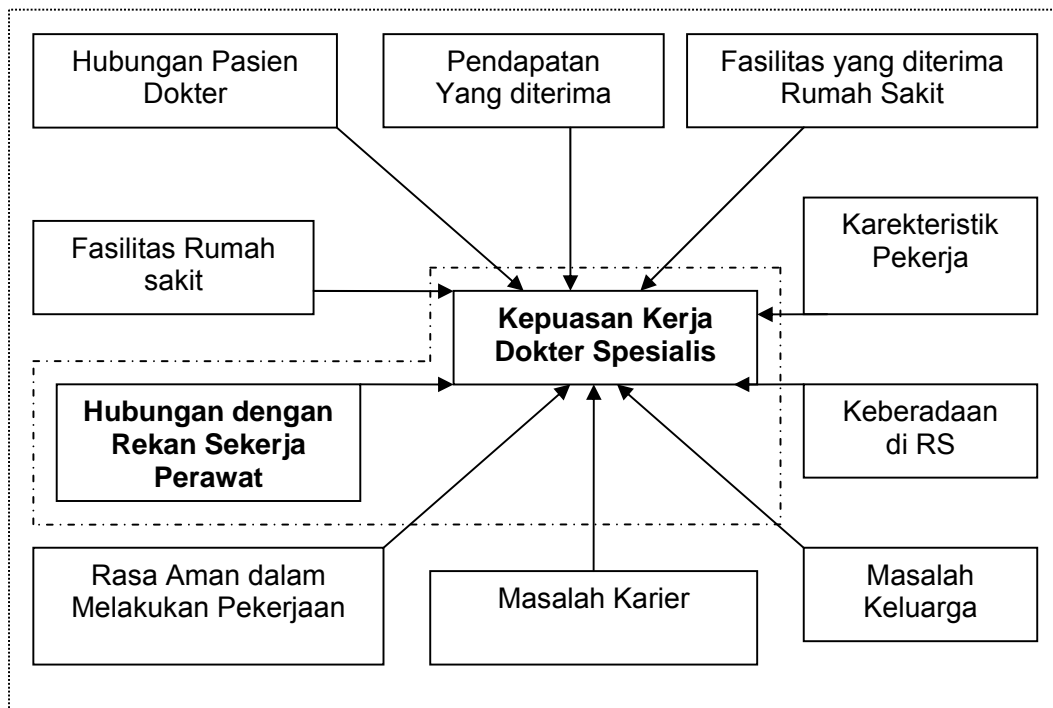 Hubungan Pasien
Dokter
Pendapatan
Yang diterima
Fasilitas yang diterima
Rumah Sakit
Fasilitas Rumah
sakit
Karekteristik
Pekerja
Kepuasan Kerja
Dokter Spesialis
Hubungan dengan
Rekan Sekerja
Perawat
Keberadaan
di RS
Rasa Aman dalam
Melakukan Pekerjaan
Masalah Karier
Masalah
Keluarga